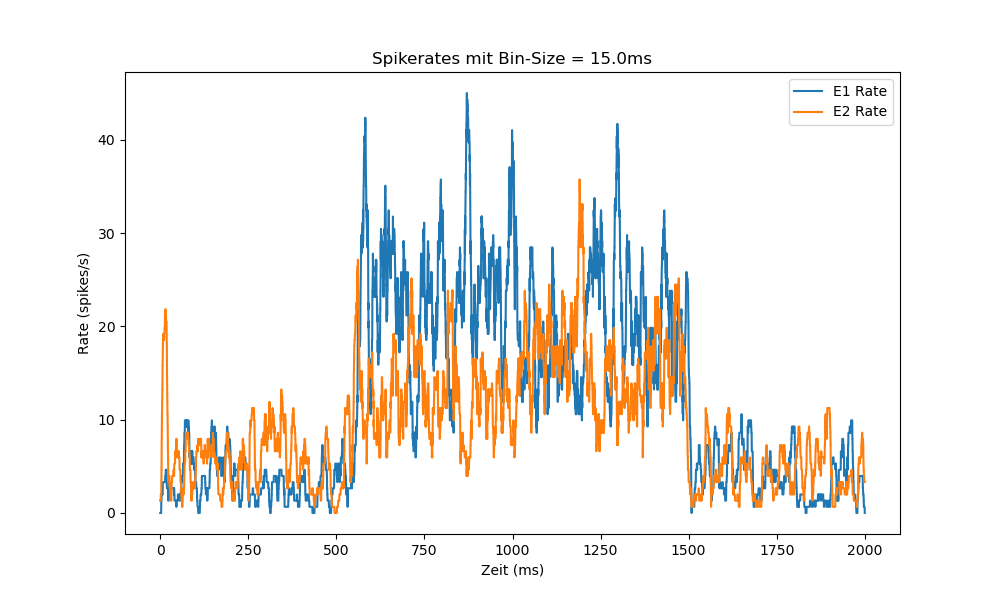 Spikerates mit Bin-Size = 15.0ms
E1 Rate
E2 Rate
40
30
20
10
0
Rate (spikes/s)
0 250 500 750 1000 1250 1500 1750 2000
Zeit (ms)